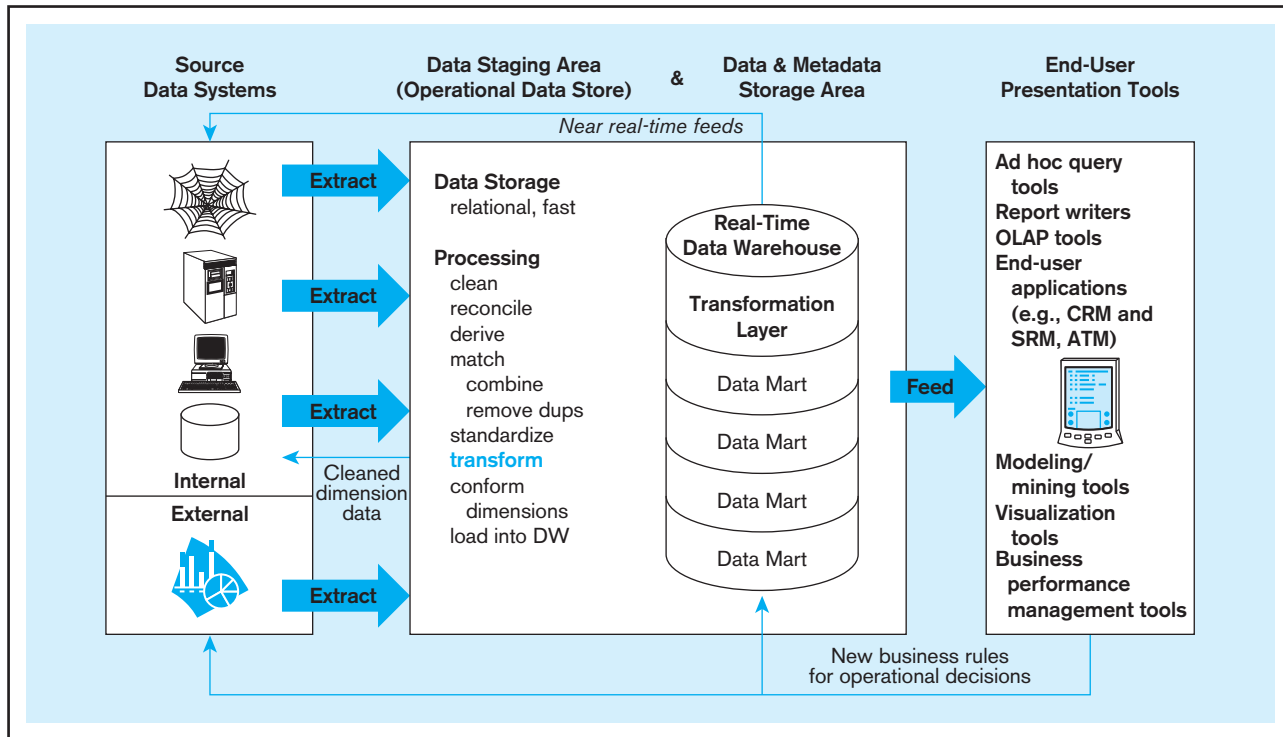 Source
Data Systems
Data Staging Area
(Operational Data Store)
&
Data & Metadata
Storage Area
End-User
Presentation Tools
Near real-time feeds
Extract
Extract
Extract
Internal
External
Extract
Cleaned
dimension
data
Data Storage
relational, fast
Processing
clean
reconcile
derive
match
combine
remove dups
standardize
transform
conform
dimensions
load into DW
Real-Time
Data Warehouse
Transformation
Layer
Data Mart
Data Mart
Data Mart
Data Mart
Feed
Ad hoc query
tools
Report writers
OLAP tools
End-user
applications
(e.g., CRM and
SRM, ATM)
Modeling/
mining tools
Visualization
tools
Business
performance
management tools
New business rules
for operational decisions